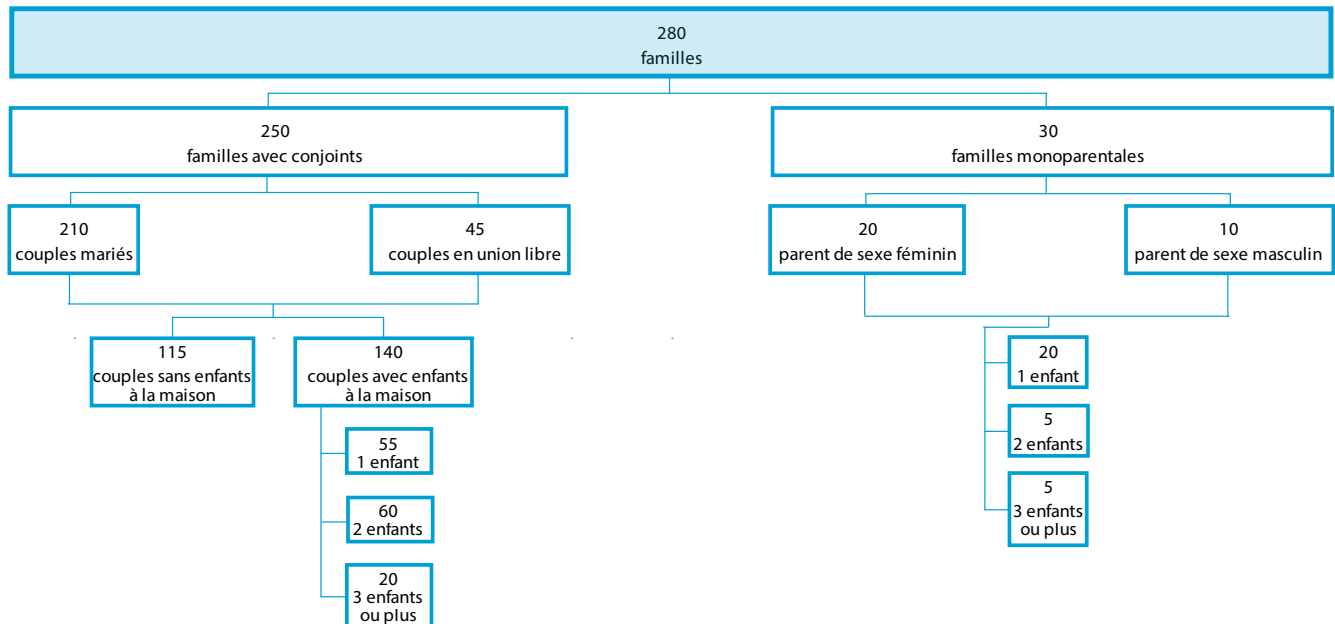 280
familles
250
familles avec conjoints
30
familles monoparentales
210
couples mariés
45
couples en union libre
20
parent de sexe féminin
10
parent de sexe masculin
115
couples sans enfants
à la maison
140
couples avec enfants
à la maison
55
1 enfant
60
2 enfants
20
3 enfants
ou plus
20
1 enfant
5
2 enfants
5
3 enfants
ou plus